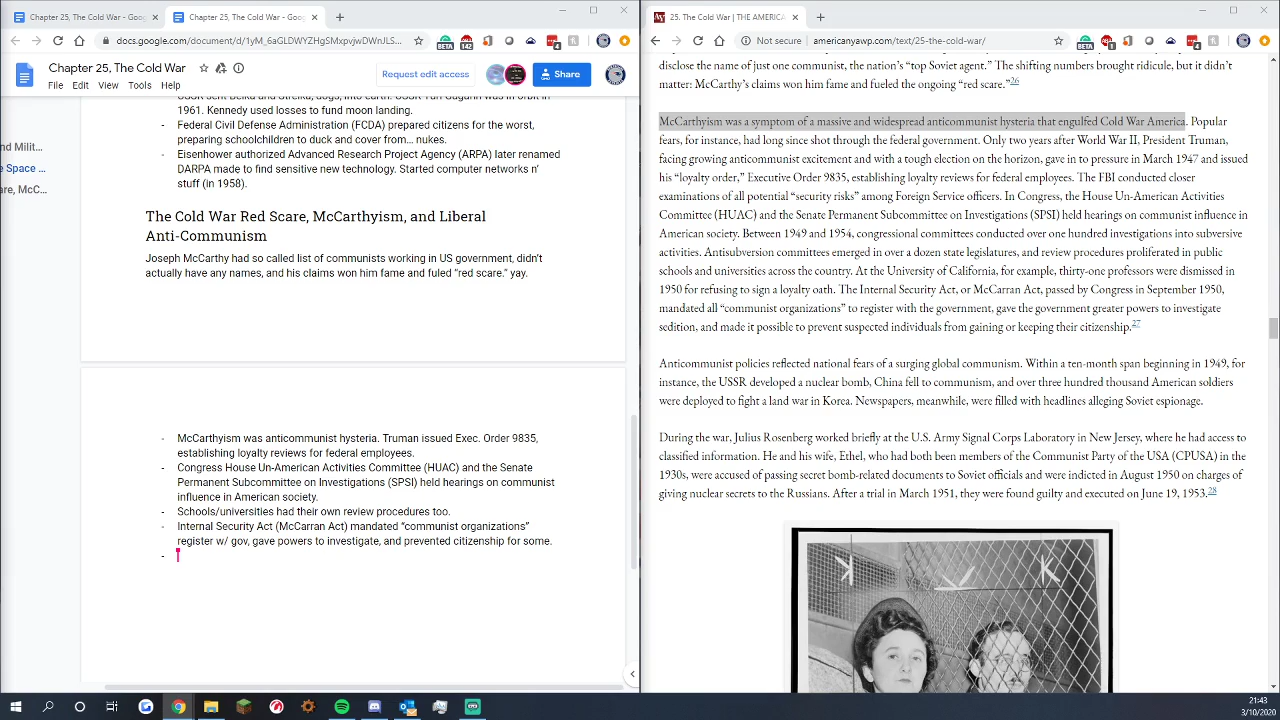 Chapter 25, The Cold War - Goo
Chapter 25, The Cold War - Goo
docs.google.com/document/d/1yM_6aGLDWYZHgSMxpvjwDWnJLS...
BETA
142
4
Chapter 25, The Cold War
File Edit View Tools Help
Request edit access
Share
nd Milit...
e Space ...
are, McC...
1961. Kennedy used losses to fund moon landing.
- Federal Civil Defense Administration (FCDA) prepared citizens for the worst,
preparing schoolchildren to duck and cover from… nukes.
- Eisenhower authorized Advanced Research Project Agency (ARPA) later renamed
DARPA made to find sensitive new technology. Started computer networks n’
stuff (in 1958).
The Cold War Red Scare, McCarthyism, and Liberal
Anti-Communism
Joseph McCarthy had so called list of communists working in US government, didn’t
actually have any names, and his claims won him fame and fuled “red scare.” yay.
- McCarthyism was anticommunist hysteria. Truman issued Exec. Order 9835,
establishing loyalty reviews for federal employees.
- Congress House Un-American Activities Committee (HUAC) and the Senate
Permanent Subcommittee on Investigations (SPSI) held hearings on communist
influence in American society.
- Schools/universities had their own review procedures too.
- Internal Security Act (McCarran Act) mandated “communist organizations”
register w/ gov, gave powers to investigate, and prevented citizenship for some.
-
25. The Cold War | THE AMERICA
Not secure americanyawp.com/text/25-the-cold-war/
BETA
1
4
disclose the name of just one communist, the nation’s “top Soviet agent.” The shifting numbers brought ridicule, but it didn’t
matter: McCarthy’s claims won him fame and fueled the ongoing “red scare.”26
McCarthyism was a symptom of a massive and widespread anticommunist hysteria that engulfed Cold War America. Popular
fears, for instance, had long since shot through the federal government. Only two years after World War II, President Truman,
facing growing anticommunist excitement and with a tough election on the horizon, gave in to pressure in March 1947 and issued
his “loyalty order,” Executive Order 9835, establishing loyalty reviews for federal employees. The FBI conducted closer
examinations of all potential “security risks” among Foreign Service officers. In Congress, the House Un-American Activities
Committee (HUAC) and the Senate Permanent Subcommittee on Investigations (SPSI) held hearings on communist influence in
American society. Between 1949 and 1954, congressional committees conducted over one hundred investigations into subversive
activities. Antisubversion committees emerged in over a dozen state legislatures, and review procedures proliferated in public
schools and universities across the country. At the University of California, for example, thirty-one professors were dismissed in
1950 for refusing to sign a loyalty oath. The Internal Security Act, or McCarran Act, passed by Congress in September 1950,
mandated all “communist organizations” to register with the government, gave the government greater powers to investigate
sedition, and made it possible to prevent suspected individuals from gaining or keeping their citizenship.27
Anticommunist policies reflected national fears of a surging global communism. Within a ten-month span beginning in 1949, for
instance, the USSR developed a nuclear bomb, China fell to communism, and over three hundred thousand American soldiers
were deployed to fight a land war in Korea. Newspapers, meanwhile, were filled with headlines alleging Soviet espionage.
During the war, Julius Rosenberg worked briefly at the U.S. Army Signal Corps Laboratory in New Jersey, where he had access to
classified information. He and his wife, Ethel, who had both been members of the Communist Party of the USA (CPUSA) in the
1930s, were accused of passing secret bomb-related documents to Soviet officials and were indicted in August 1950 on charges of
giving nuclear secrets to the Russians. After a trial in March 1951, they were found guilty and executed on June 19, 1953.28
21:43
3/10/2020